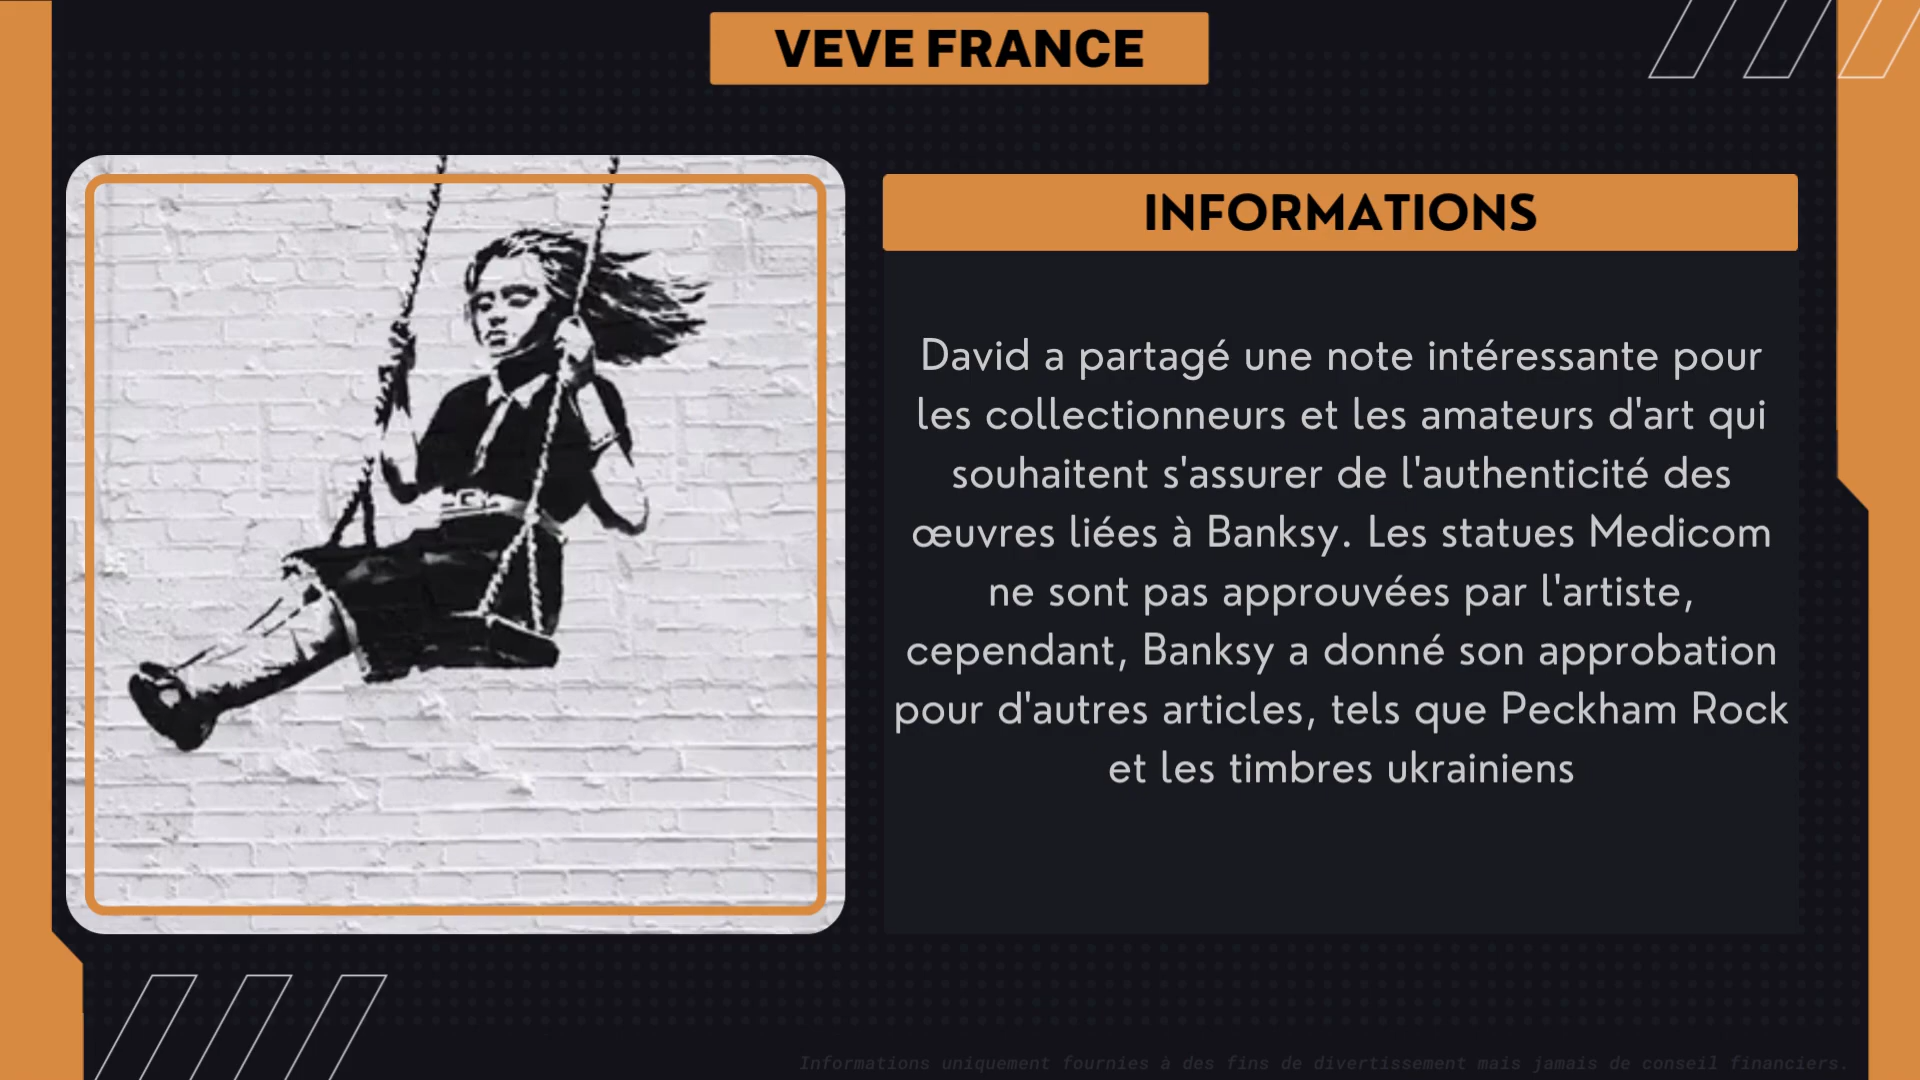 VEVE FRANCE
INFORMATIONS
David a partagé une note intéressante pour
les collectionneurs et les amateurs d'art qui
souhaitent s'assurer de l'authenticité des
œuvres liées à Banksy. Les statues Medicom
ne sont pas approuvées par l'artiste,
cependant, Banksy a donné son approbation
pour d'autres articles, tels que Peckham Rock
et les timbres ukrainiens
Informations uniquement fournies à des fins de divertissement mais jamais de conseil financiers.